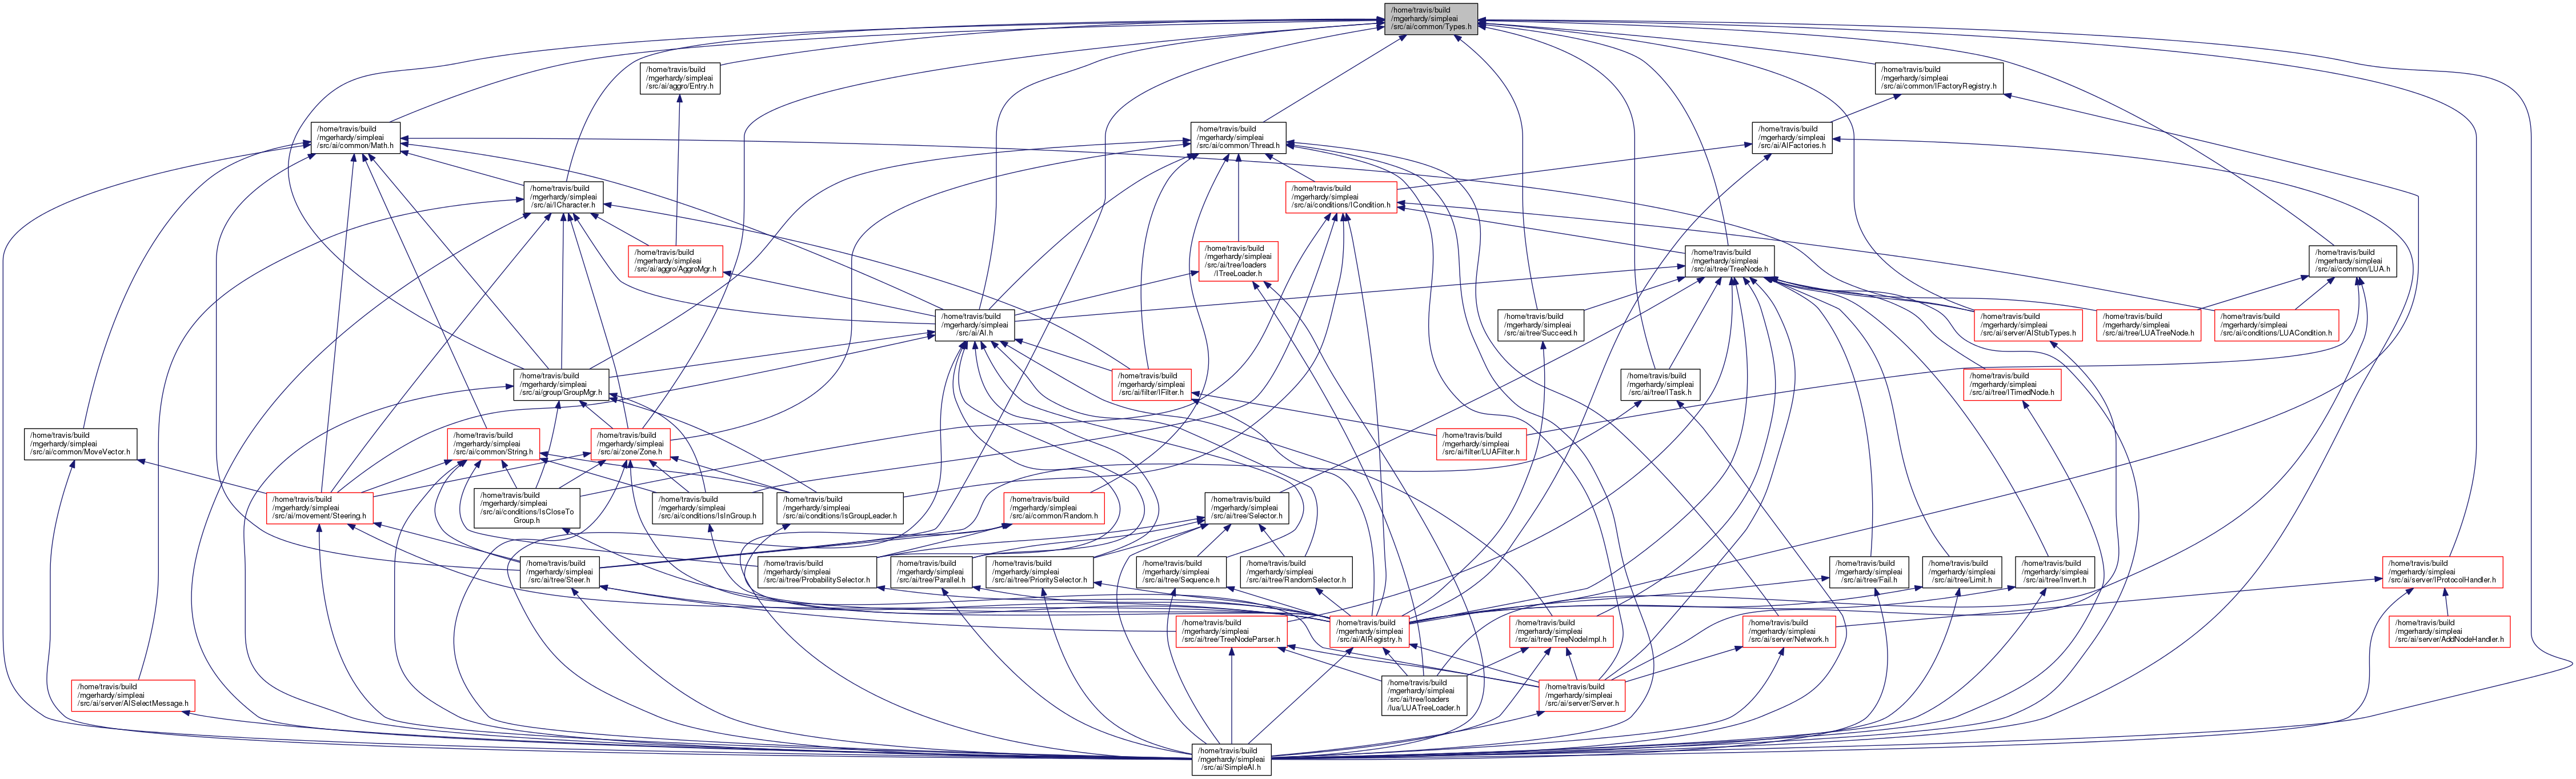 /home/travis/build
/mgerhardy/simpleai
/src/ai/common/Types.h
/home/travis/build
/mgerhardy/simpleai
/src/ai/aggro/Entry.h
/home/travis/build
/mgerhardy/simpleai
/src/ai/common/IFactoryRegistry.h
/home/travis/build
/mgerhardy/simpleai
/src/ai/common/Math.h
/home/travis/build
/mgerhardy/simpleai
/src/ai/common/Thread.h
/home/travis/build
/mgerhardy/simpleai
/src/ai/AIFactories.h
/home/travis/build
/mgerhardy/simpleai
/src/ai/ICharacter.h
/home/travis/build
/mgerhardy/simpleai
/src/ai/conditions/ICondition.h
/home/travis/build
/mgerhardy/simpleai
/src/ai/aggro/AggroMgr.h
/home/travis/build
/mgerhardy/simpleai
/src/ai/tree/loaders
/ITreeLoader.h
/home/travis/build
/mgerhardy/simpleai
/src/ai/tree/TreeNode.h
/home/travis/build
/mgerhardy/simpleai
/src/ai/common/LUA.h
/home/travis/build
/mgerhardy/simpleai
/src/ai/AI.h
/home/travis/build
/mgerhardy/simpleai
/src/ai/tree/Succeed.h
/home/travis/build
/mgerhardy/simpleai
/src/ai/server/AIStubTypes.h
/home/travis/build
/mgerhardy/simpleai
/src/ai/tree/LUATreeNode.h
/home/travis/build
/mgerhardy/simpleai
/src/ai/conditions/LUACondition.h
/home/travis/build
/mgerhardy/simpleai
/src/ai/group/GroupMgr.h
/home/travis/build
/mgerhardy/simpleai
/src/ai/filter/IFilter.h
/home/travis/build
/mgerhardy/simpleai
/src/ai/tree/ITask.h
/home/travis/build
/mgerhardy/simpleai
/src/ai/tree/ITimedNode.h
/home/travis/build
/mgerhardy/simpleai
/src/ai/common/MoveVector.h
/home/travis/build
/mgerhardy/simpleai
/src/ai/common/String.h
/home/travis/build
/mgerhardy/simpleai
/src/ai/zone/Zone.h
/home/travis/build
/mgerhardy/simpleai
/src/ai/filter/LUAFilter.h
/home/travis/build
/mgerhardy/simpleai
/src/ai/movement/Steering.h
/home/travis/build
/mgerhardy/simpleai
/src/ai/conditions/IsCloseTo
Group.h
/home/travis/build
/mgerhardy/simpleai
/src/ai/conditions/IsInGroup.h
/home/travis/build
/mgerhardy/simpleai
/src/ai/conditions/IsGroupLeader.h
/home/travis/build
/mgerhardy/simpleai
/src/ai/common/Random.h
/home/travis/build
/mgerhardy/simpleai
/src/ai/tree/Selector.h
/home/travis/build
/mgerhardy/simpleai
/src/ai/tree/Steer.h
/home/travis/build
/mgerhardy/simpleai
/src/ai/tree/ProbabilitySelector.h
/home/travis/build
/mgerhardy/simpleai
/src/ai/tree/Parallel.h
/home/travis/build
/mgerhardy/simpleai
/src/ai/tree/PrioritySelector.h
/home/travis/build
/mgerhardy/simpleai
/src/ai/tree/Sequence.h
/home/travis/build
/mgerhardy/simpleai
/src/ai/tree/RandomSelector.h
/home/travis/build
/mgerhardy/simpleai
/src/ai/tree/Fail.h
/home/travis/build
/mgerhardy/simpleai
/src/ai/tree/Limit.h
/home/travis/build
/mgerhardy/simpleai
/src/ai/tree/Invert.h
/home/travis/build
/mgerhardy/simpleai
/src/ai/server/IProtocolHandler.h
/home/travis/build
/mgerhardy/simpleai
/src/ai/tree/TreeNodeParser.h
/home/travis/build
/mgerhardy/simpleai
/src/ai/AIRegistry.h
/home/travis/build
/mgerhardy/simpleai
/src/ai/tree/TreeNodeImpl.h
/home/travis/build
/mgerhardy/simpleai
/src/ai/server/Network.h
/home/travis/build
/mgerhardy/simpleai
/src/ai/server/AddNodeHandler.h
/home/travis/build
/mgerhardy/simpleai
/src/ai/server/AISelectMessage.h
/home/travis/build
/mgerhardy/simpleai
/src/ai/tree/loaders
/lua/LUATreeLoader.h
/home/travis/build
/mgerhardy/simpleai
/src/ai/server/Server.h
/home/travis/build
/mgerhardy/simpleai
/src/ai/SimpleAI.h